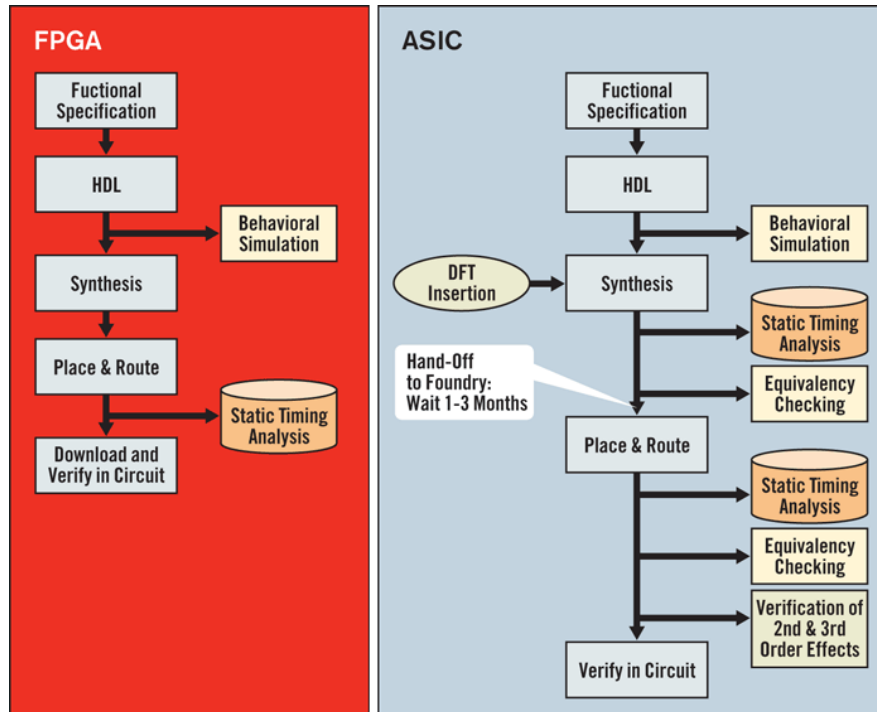 FPGA
Fuctional
Specification
HDL
Behavioral
Simulation
Synthesis
Place & Route
Static Timing
Analysis
Download and
Verify in Circuit
ASIC
Fuctional
Specification
HDL
Behavioral
Simulation
DFT
Insertion
Synthesis
Static Timing
Analysis
Hand-Off
to Foundry:
Wait 1-3 Months
Equivalency
Checking
Place & Route
Static Timing
Analysis
Equivalency
Checking
Verification of
2nd & 3rd
Order Effects
Verify in Circuit